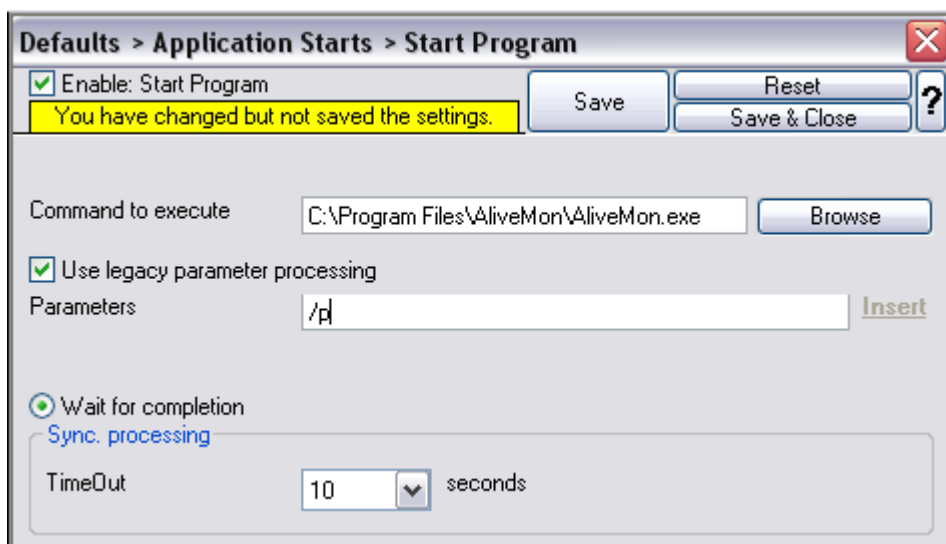 Defaults > Application Starts > Start Program
Enable: Start Program
You have changed but not saved the settings.
Save
Reset
Save & Close
?
Command to execute
C:\Program Files\AliveMon\AliveMon.exe
Browse
Use legacy parameter processing
Parameters
/p
Insert
Wait for completion
Sync. processing
TimeOut
10
seconds